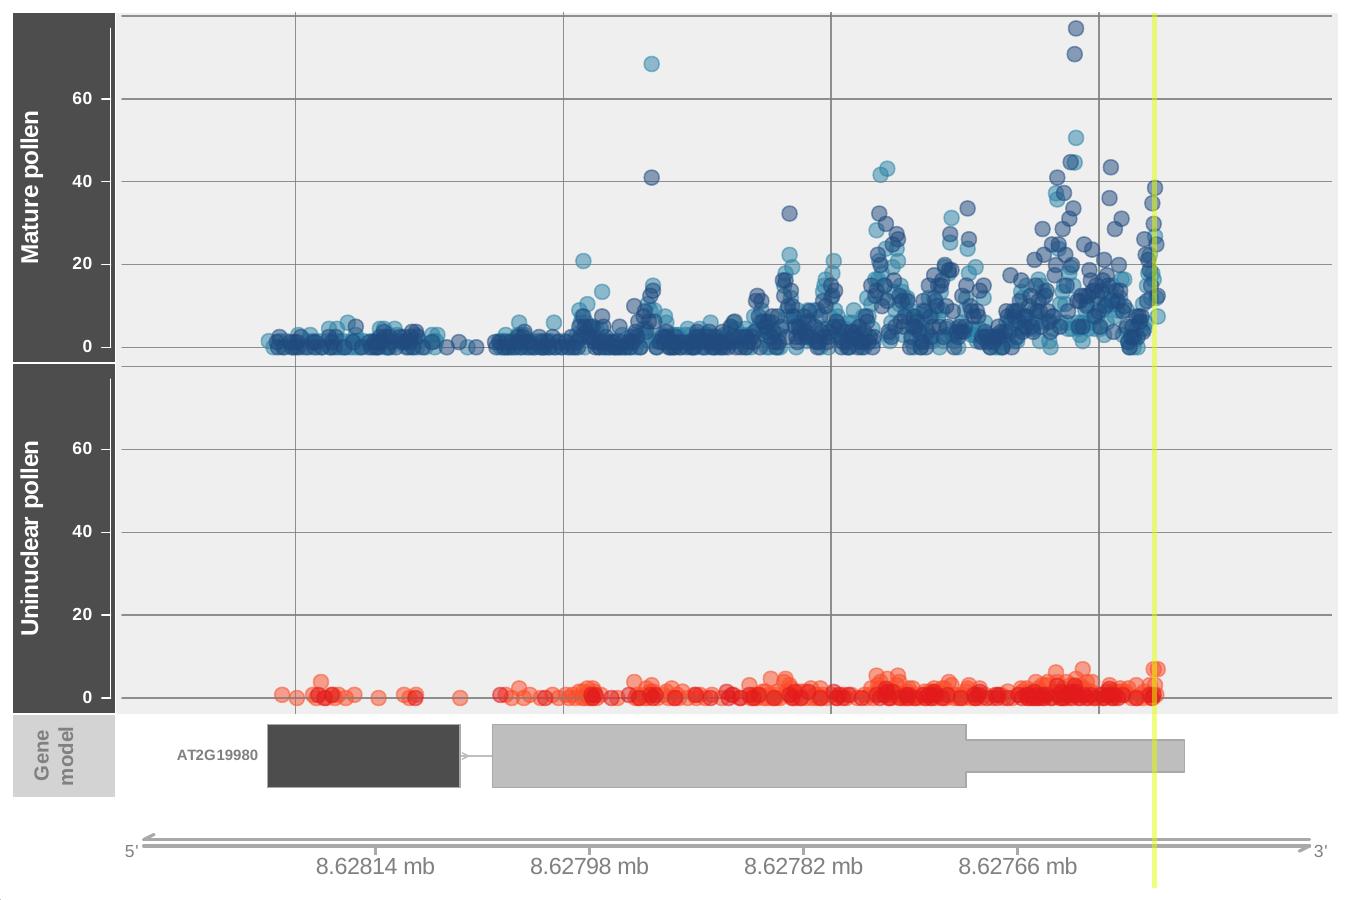 Mature pollen
60
40
20
0
Uninuclear pollen
60
40
20
0
Gene
model
AT2G19980
5'
3'
8.62814 mb
8.62798 mb
8.62782 mb
8.62766 mb